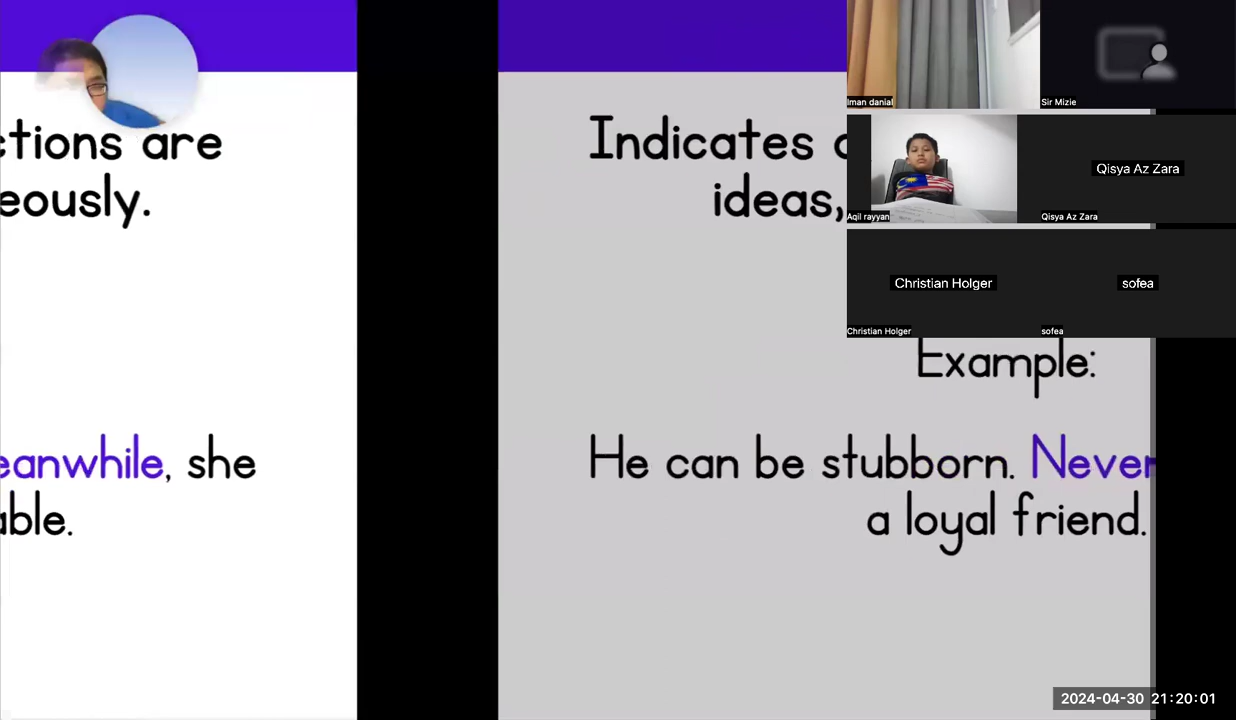 ctions are
eously.
eanwhile, she
able.
Indicates
ideas,
Example:
He can be stubborn. Never
a loyal friend.
Iman danial
Sir Mizie
Aqil rayyan
Qisya Az Zara
Qisya Az Zara
Christian Holger
Christian Holger
sofea
sofea
2024-04-30 21:20:01